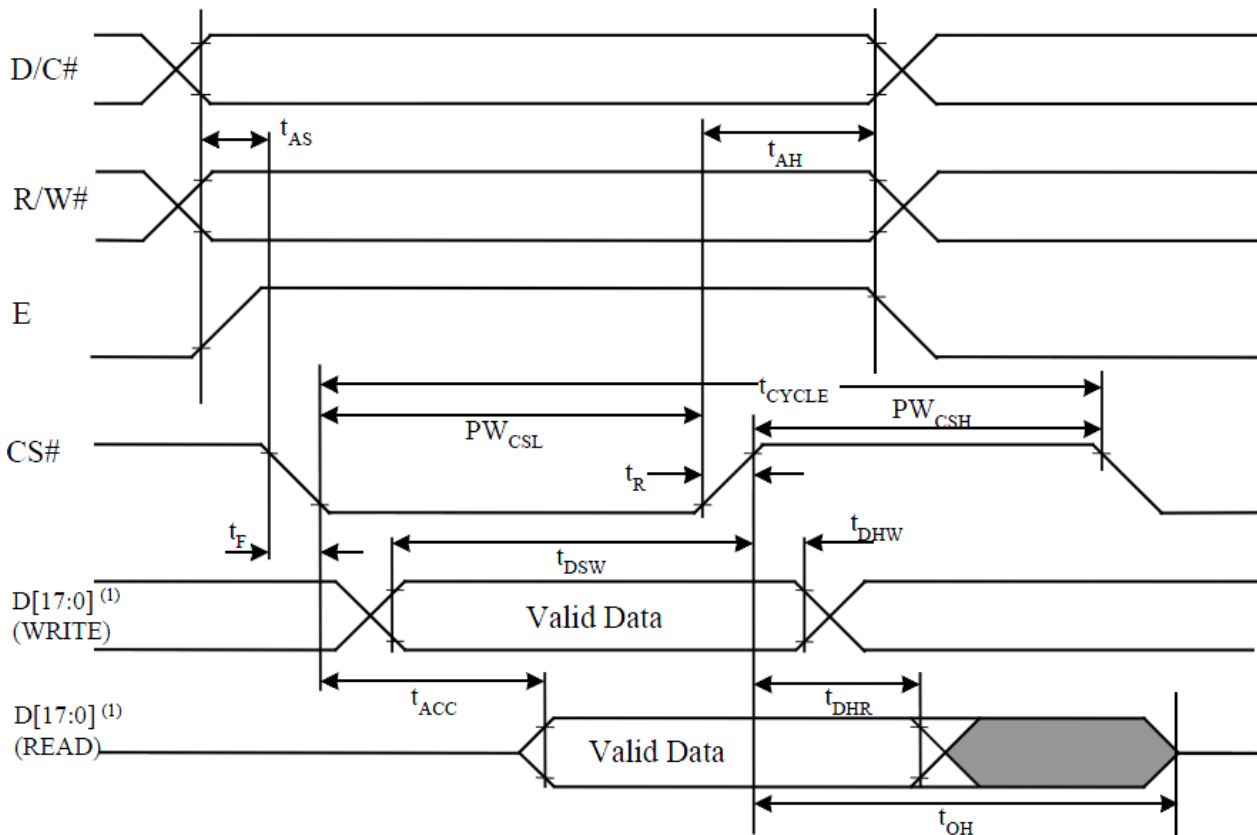 D/C#
tAS
tAH
R/W#
E
tCYCLE
PWCSL
PWCSH
CS#
tR
tF
tDSW
tDHW
D[17:0] (1)
(WRITE)
Valid Data
tACC
tDHR
D[17:0] (1)
(READ)
Valid Data
tOH